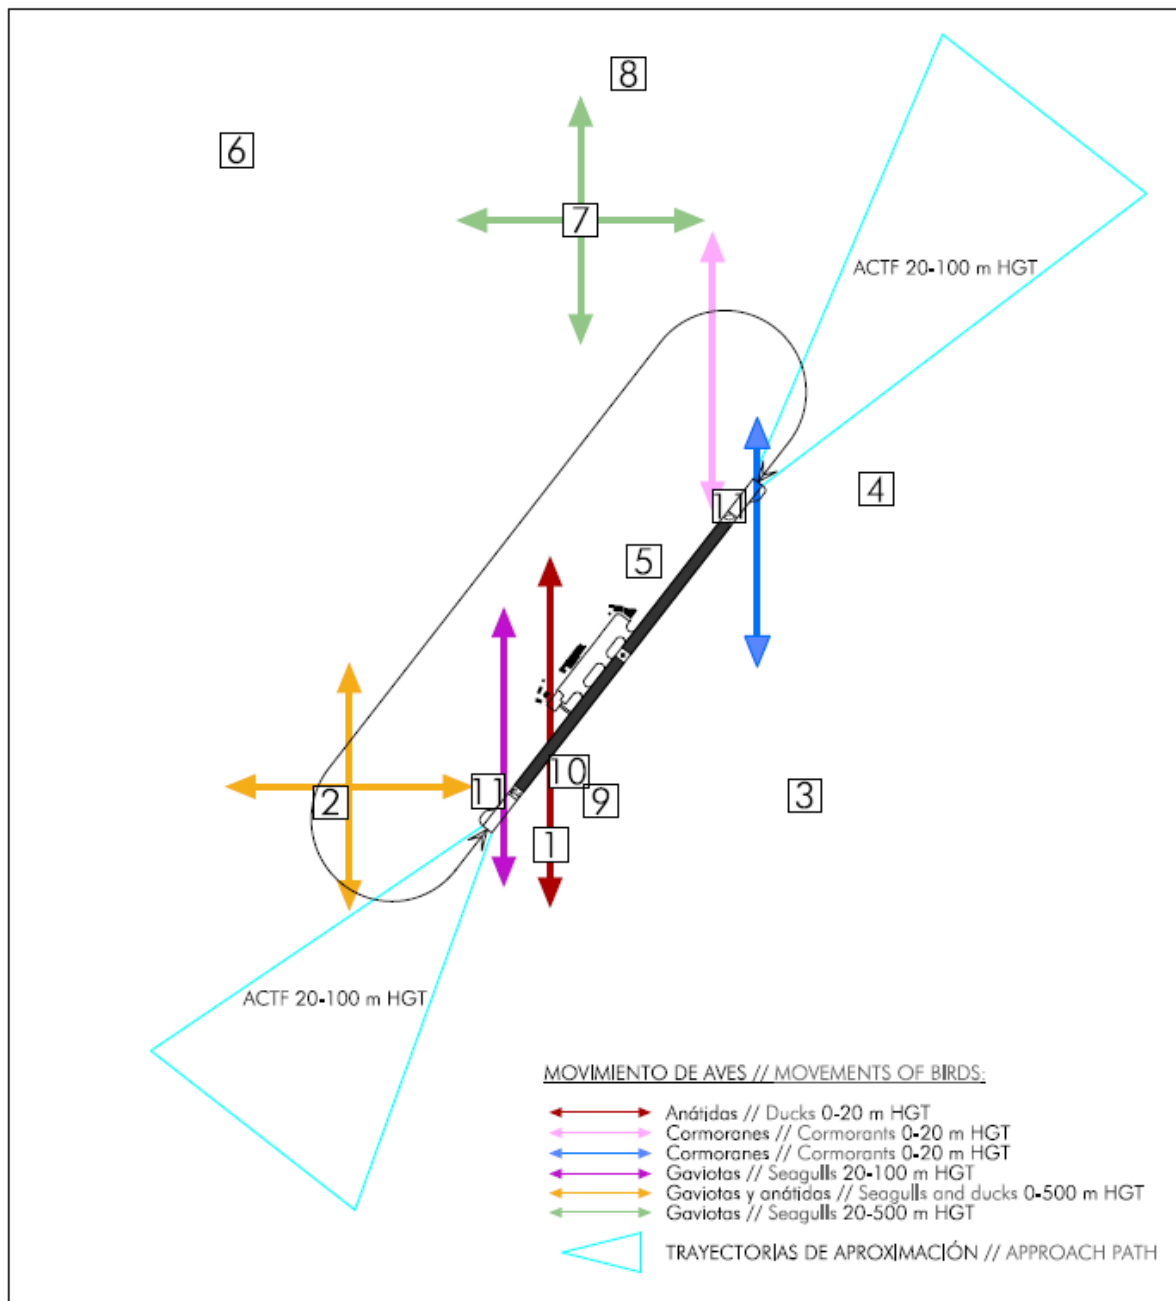 8
6
7
ACTF 20-100 m HGT
4
11
5
10
11
2
9
3
1
ACTF 20-100 m HGT
MOVIMIENTO DE AVES // MOVEMENTS OF BIRDS:
Anátidas // Ducks 0-20 m HGT
Cormoranes // Cormorants 0-20 m HGT
Cormoranes // Cormorants 0-20 m HGT
Gaviotas // Seagulls 20-100 m HGT
Gaviotas y anátidas // Seagulls and ducks 0-500 m HGT
Gaviotas // Seagulls 20-500 m HGT
TRAYECTORIAS DE APROXIMACIÓN // APPROACH PATH